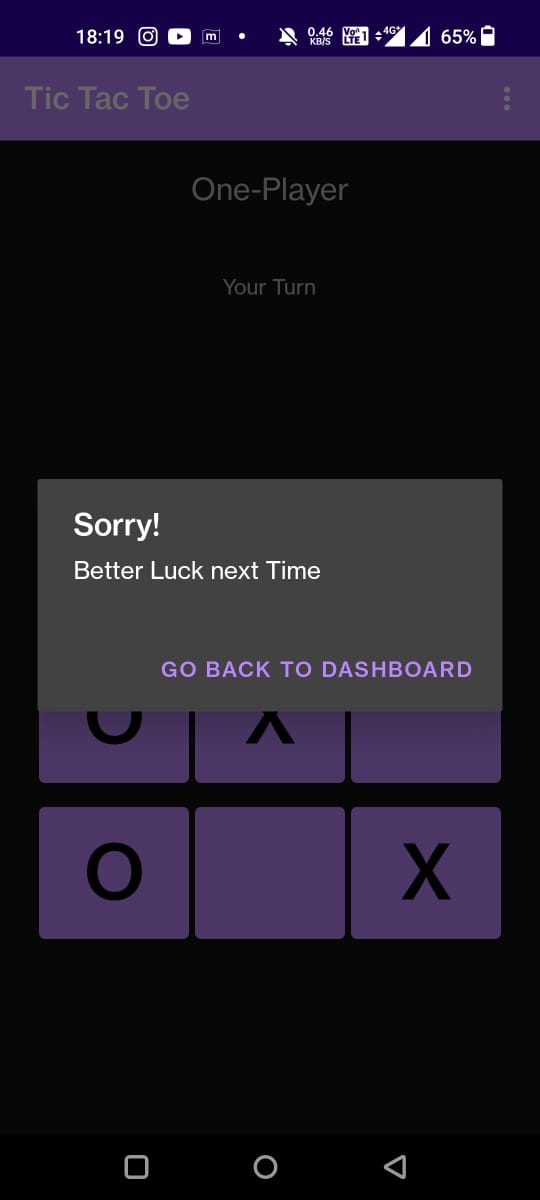 18:19 m 0.46 KB/S Vo LTE 1 4G+ 65%
Tic Tac Toe
One-Player
Your Turn
Sorry!
Better Luck next Time
GO BACK TO DASHBOARD
O X
O X